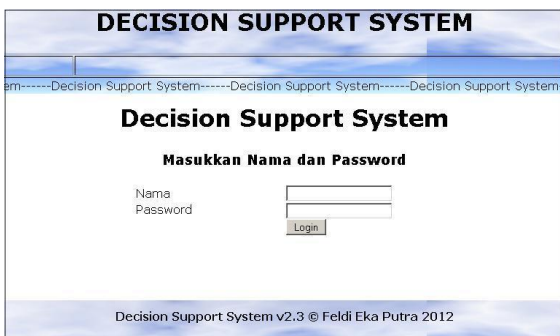 DECISION SUPPORT SYSTEM
em------Decision Support System------Decision Support System------Decision Support System-
Decision Support System
Masukkan Nama dan Password
Nama
Password
Login
Decision Support System v2.3 © Feldi Eka Putra 2012